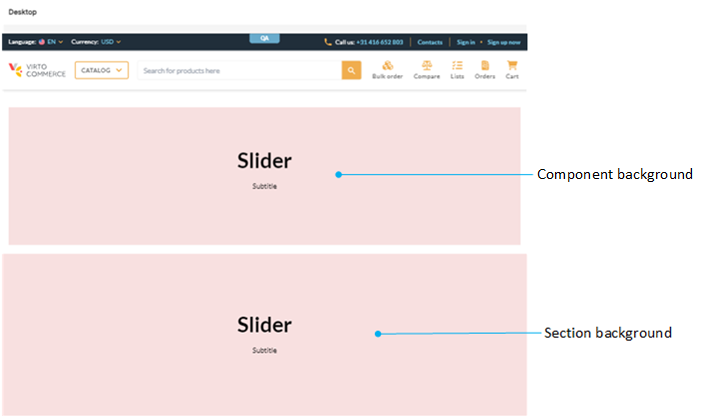 Desktop
Language: EN Currency: USD QA Call us: +31 416 652 803 Contacts Sign in • Sign up now
VIRTO
COMMERCE
CATALOG
Search for products here
Bulk order Compare Lists Orders Cart
Slider
Subtitle
Component background
Slider
Subtitle
Section background